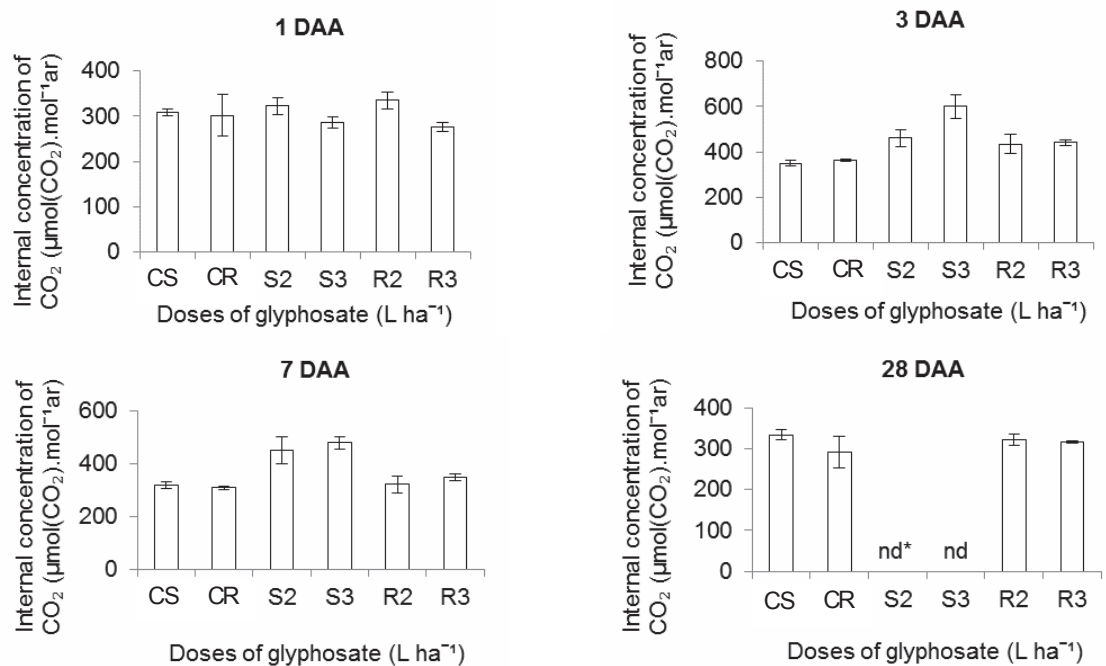 1 DAA
Internal concentration of
CO₂ (µmol(CO₂).mol⁻¹ar)
400
300
200
100
0
CS CR S2 S3 R2 R3
Doses of glyphosate (L ha⁻¹)
3 DAA
Internal concentration of
CO₂ (µmol(CO₂).mol⁻¹ar)
800
600
400
200
0
CS CR S2 S3 R2 R3
Doses of glyphosate (L ha⁻¹)
7 DAA
Internal concentration of
CO₂ (µmol(CO₂).mol⁻¹ar)
600
400
200
0
CS CR S2 S3 R2 R3
Doses of glyphosate (L ha⁻¹)
28 DAA
Internal concentration of
CO₂ (µmol(CO₂).mol⁻¹ar)
400
300
200
100
0
nd* nd
CS CR S2 S3 R2 R3
Doses of glyphosate (L ha⁻¹)